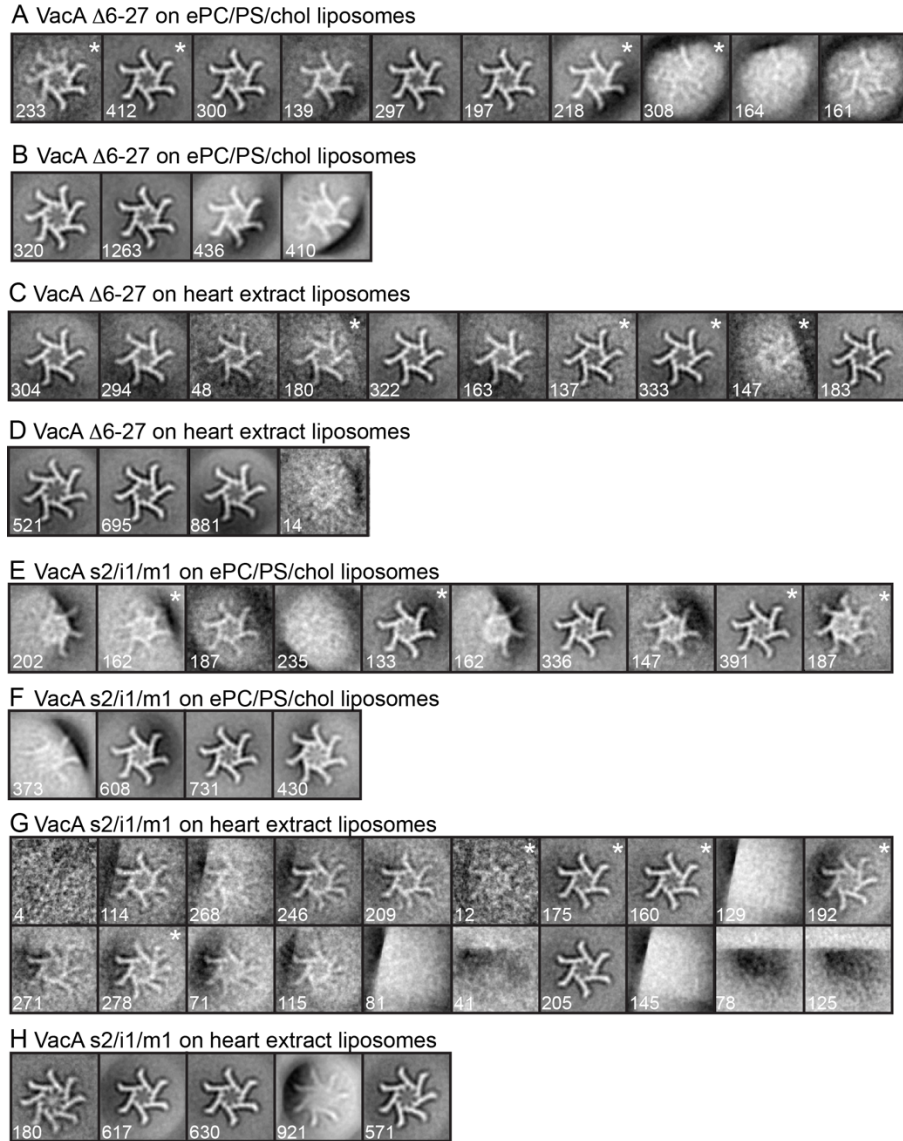 A VacA Δ6-27 on ePC/PS/chol liposomes
* * * *
233 412 300 139 297 197 218 308 164 161
B VacA Δ6-27 on ePC/PS/chol liposomes
320 1263 436 410
C VacA Δ6-27 on heart extract liposomes
* * * *
304 294 48 180 322 163 137 333 147 183
D VacA Δ6-27 on heart extract liposomes
521 695 881 14
E VacA s2/i1/m1 on ePC/PS/chol liposomes
* * * *
202 162 187 235 133 162 336 147 391 187
F VacA s2/i1/m1 on ePC/PS/chol liposomes
373 608 731 430
G VacA s2/i1/m1 on heart extract liposomes
* * * *
4 114 268 246 209 12 175 160 129 192
*
271 278 71 115 81 41 205 145 78 125
H VacA s2/i1/m1 on heart extract liposomes
180 617 630 921 571